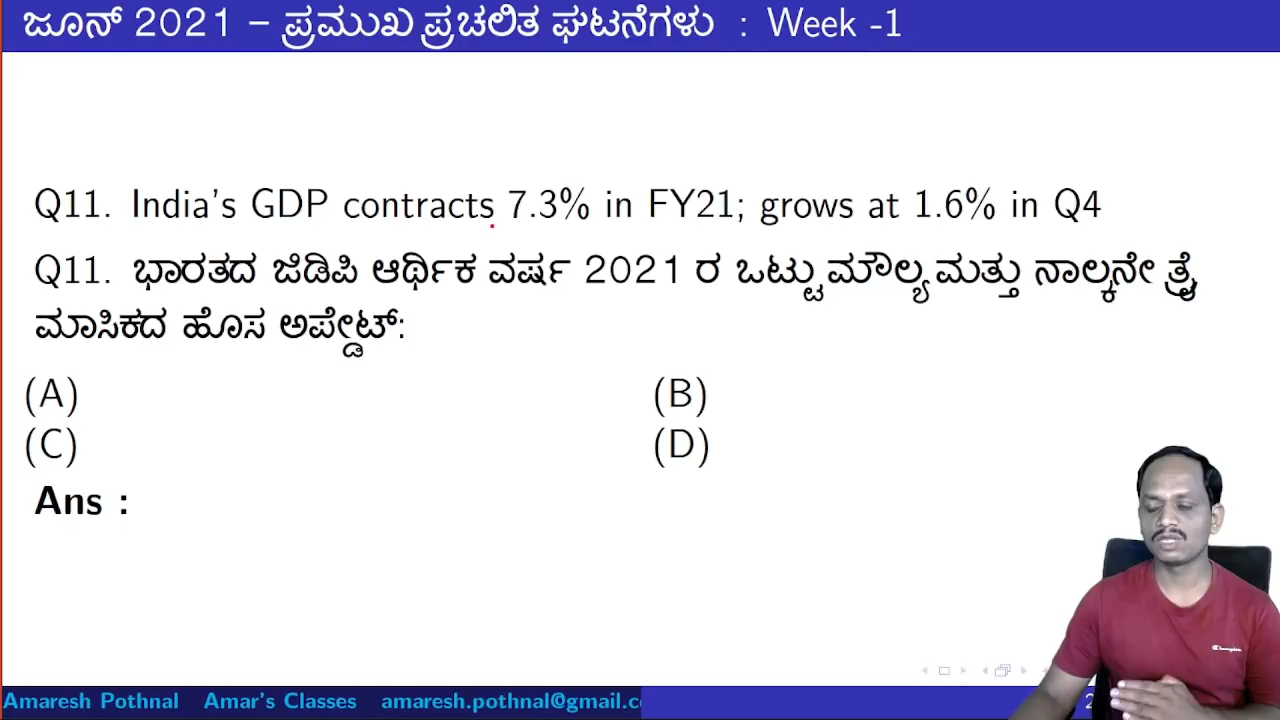 ಜೂನ್ 2021 – ಪ್ರಮುಖ ಪ್ರಚಲಿತ ಘಟನೆಗಳು : Week -1
Q11. India's GDP contracts 7.3% in FY21; grows at 1.6% in Q4
Q11. ಭಾರತದ ಜಿಡಿಪಿ ಆರ್ಥಿಕ ವರ್ಷ 2021 ರ ಒಟ್ಟು ಮೌಲ್ಯ ಮತ್ತು ನಾಲ್ಕನೇ ತ್ರೈ
ಮಾಸಿಕದ ಹೊಸ ಅಪೇಡ್ಟ್:
(A) (B)
(C) (D)
Ans :
Champion
Amaresh Pothnal Amar's Classes amaresh.pothnal@gmail.c